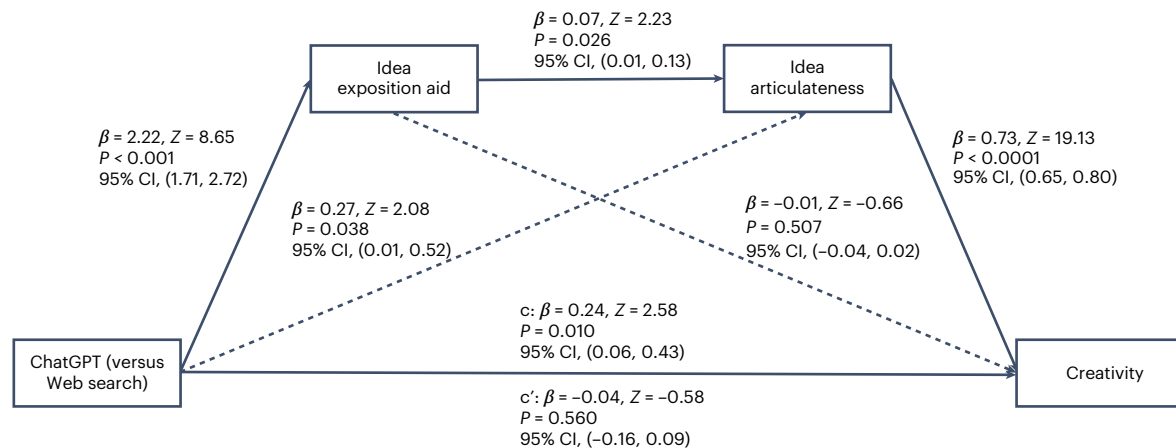 β = 0.07, Z = 2.23
P = 0.026
95% CI, (0.01, 0.13)
Idea
exposition aid
Idea
articulateness
β = 2.22, Z = 8.65
P < 0.001
95% CI, (1.71, 2.72)
β = 0.73, Z = 19.13
P < 0.0001
95% CI, (0.65, 0.80)
β = 0.27, Z = 2.08
P = 0.038
95% CI, (0.01, 0.52)
β = –0.01, Z = –0.66
P = 0.507
95% CI, (–0.04, 0.02)
c: β = 0.24, Z = 2.58
P = 0.010
95% CI, (0.06, 0.43)
ChatGPT (versus
Web search)
Creativity
c′: β = –0.04, Z = –0.58
P = 0.560
95% CI, (–0.16, 0.09)